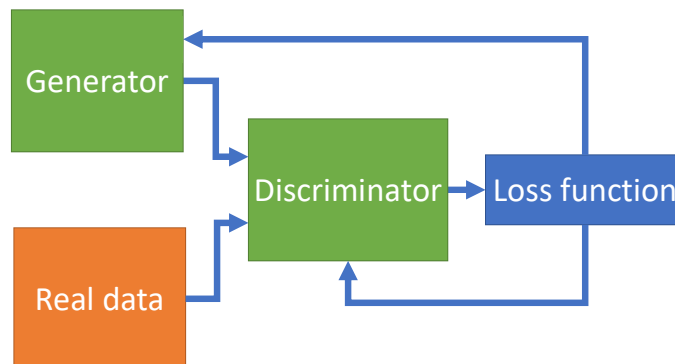 Generator
Discriminator
Loss function
Real data